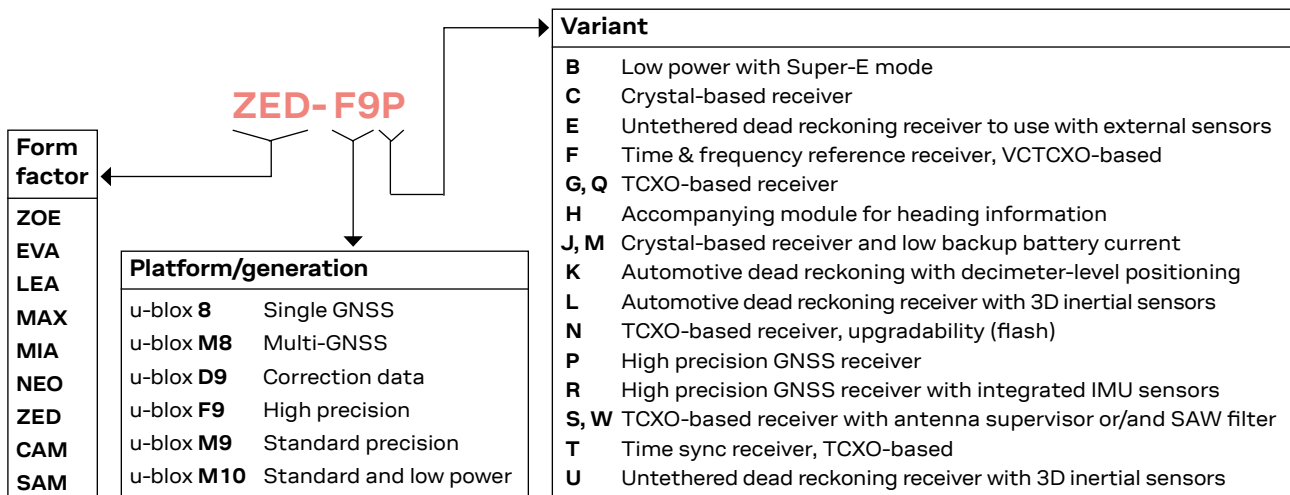 ZED-F9P
Form
factor
ZOE
EVA
LEA
MAX
MIA
NEO
ZED
CAM
SAM
Platform/generation
u-blox 8 Single GNSS
u-blox M8 Multi-GNSS
u-blox D9 Correction data
u-blox F9 High precision
u-blox M9 Standard precision
u-blox M10 Standard and low power
Variant
B Low power with Super-E mode
C Crystal-based receiver
E Untethered dead reckoning receiver to use with external sensors
F Time & frequency reference receiver, VCTCXO-based
G, Q TCXO-based receiver
H Accompanying module for heading information
J, M Crystal-based receiver and low backup battery current
K Automotive dead reckoning with decimeter-level positioning
L Automotive dead reckoning receiver with 3D inertial sensors
N TCXO-based receiver, upgradability (flash)
P High precision GNSS receiver
R High precision GNSS receiver with integrated IMU sensors
S, W TCXO-based receiver with antenna supervisor or/and SAW filter
T Time sync receiver, TCXO-based
U Untethered dead reckoning receiver with 3D inertial sensors